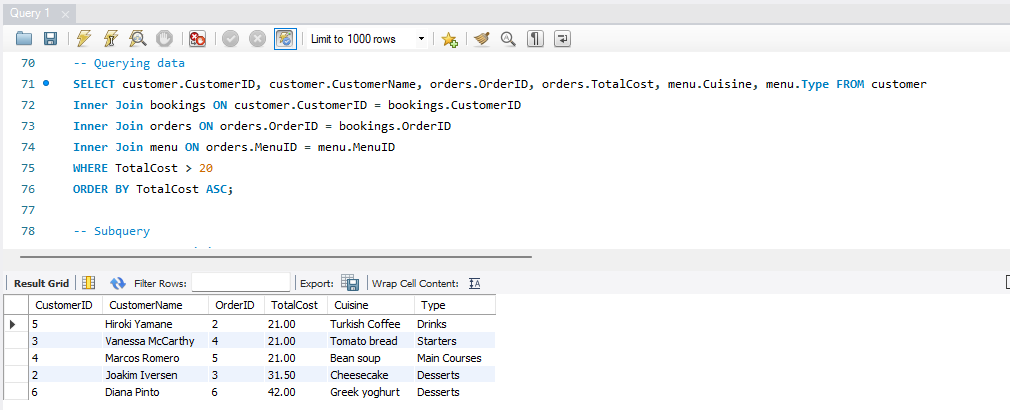 Query 1
Limit to 1000 rows
70 -- Querying data
71 SELECT customer.CustomerID, customer.CustomerName, orders.OrderID, orders.TotalCost, menu.Cuisine, menu.Type FROM customer
72 Inner Join bookings ON customer.CustomerID = bookings.CustomerID
73 Inner Join orders ON orders.OrderID = bookings.OrderID
74 Inner Join menu ON orders.MenuID = menu.MenuID
75 WHERE TotalCost > 20
76 ORDER BY TotalCost ASC;
77
78 -- Subquery
Result Grid Filter Rows: Export: Wrap Cell Content:
CustomerID CustomerName OrderID TotalCost Cuisine Type
5 Hiroki Yamane 2 21.00 Turkish Coffee Drinks
3 Vanessa McCarthy 4 21.00 Tomato bread Starters
4 Marcos Romero 5 21.00 Bean soup Main Courses
2 Joakim Iversen 3 31.50 Cheesecake Desserts
6 Diana Pinto 6 42.00 Greek yoghurt Desserts